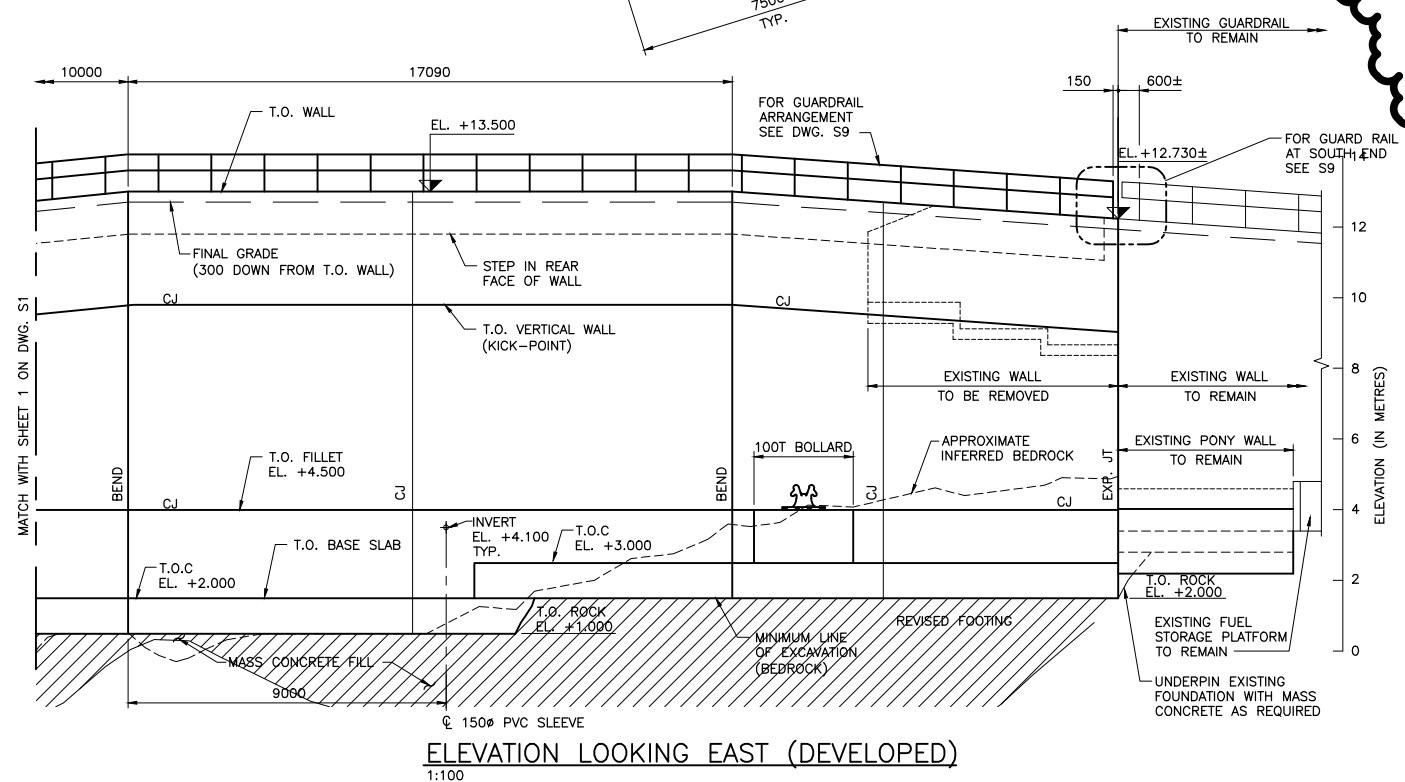 7500
TYP.
EXISTING GUARDRAIL
TO REMAIN
10000
17090
150
600±
T.O. WALL
EL. +13.500
FOR GUARDRAIL
ARRANGEMENT
SEE DWG. S9
FOR GUARD RAIL
AT SOUTH END
SEE S9
EL.+12.730±
14
12
10
8
6
4
2
0
ELEVATION (IN METRES)
FINAL GRADE
(300 DOWN FROM T.O. WALL)
STEP IN REAR
FACE OF WALL
CJ
CJ
T.O. VERTICAL WALL
(KICK-POINT)
MATCH WITH SHEET 1 ON DWG. S1
EXISTING WALL
TO BE REMOVED
EXISTING WALL
TO REMAIN
T.O. FILLET
EL. +4.500
100T BOLLARD
APPROXIMATE
INFERRED BEDROCK
EXISTING PONY WALL
TO REMAIN
BEND
CJ
CJ
BEND
CJ
CJ
EXP. JT
INVERT
EL. +4.100
TYP.
T.O.C
EL. +3.000
T.O. BASE SLAB
T.O.C
EL. +2.000
T.O. ROCK
EL. +2.000
T.O. ROCK
EL. +1.000
REVISED FOOTING
MINIMUM LINE
OF EXCAVATION
(BEDROCK)
EXISTING FUEL
STORAGE PLATFORM
TO REMAIN
MASS CONCRETE FILL
9000
UNDERPIN EXISTING
FOUNDATION WITH MASS
CONCRETE AS REQUIRED
℄ 150ø PVC SLEEVE
ELEVATION LOOKING EAST (DEVELOPED)
1:100